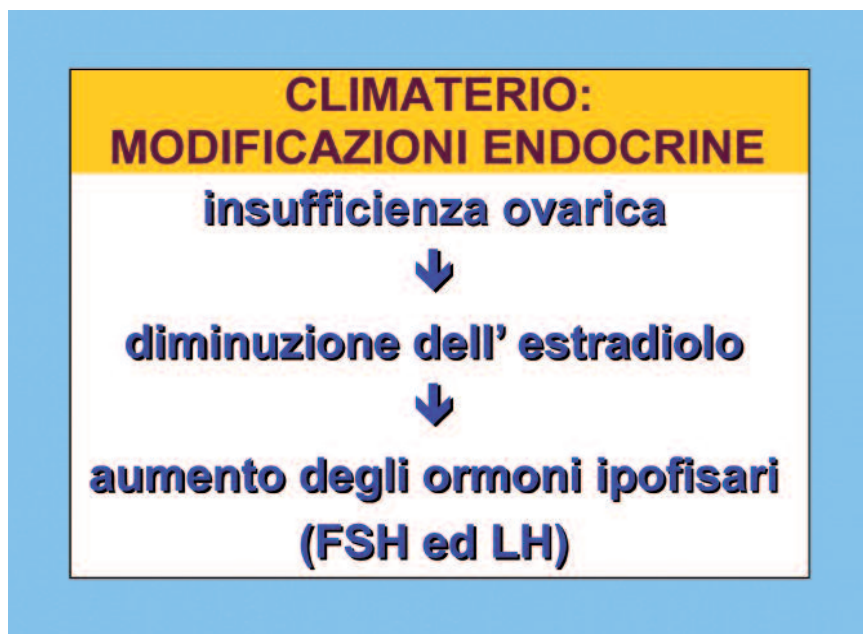 CLIMATERIO:
MODIFICAZIONI ENDOCRINE
insufficienza ovarica
diminuzione dell' estradiolo
aumento degli ormoni ipofisari
(FSH ed LH)